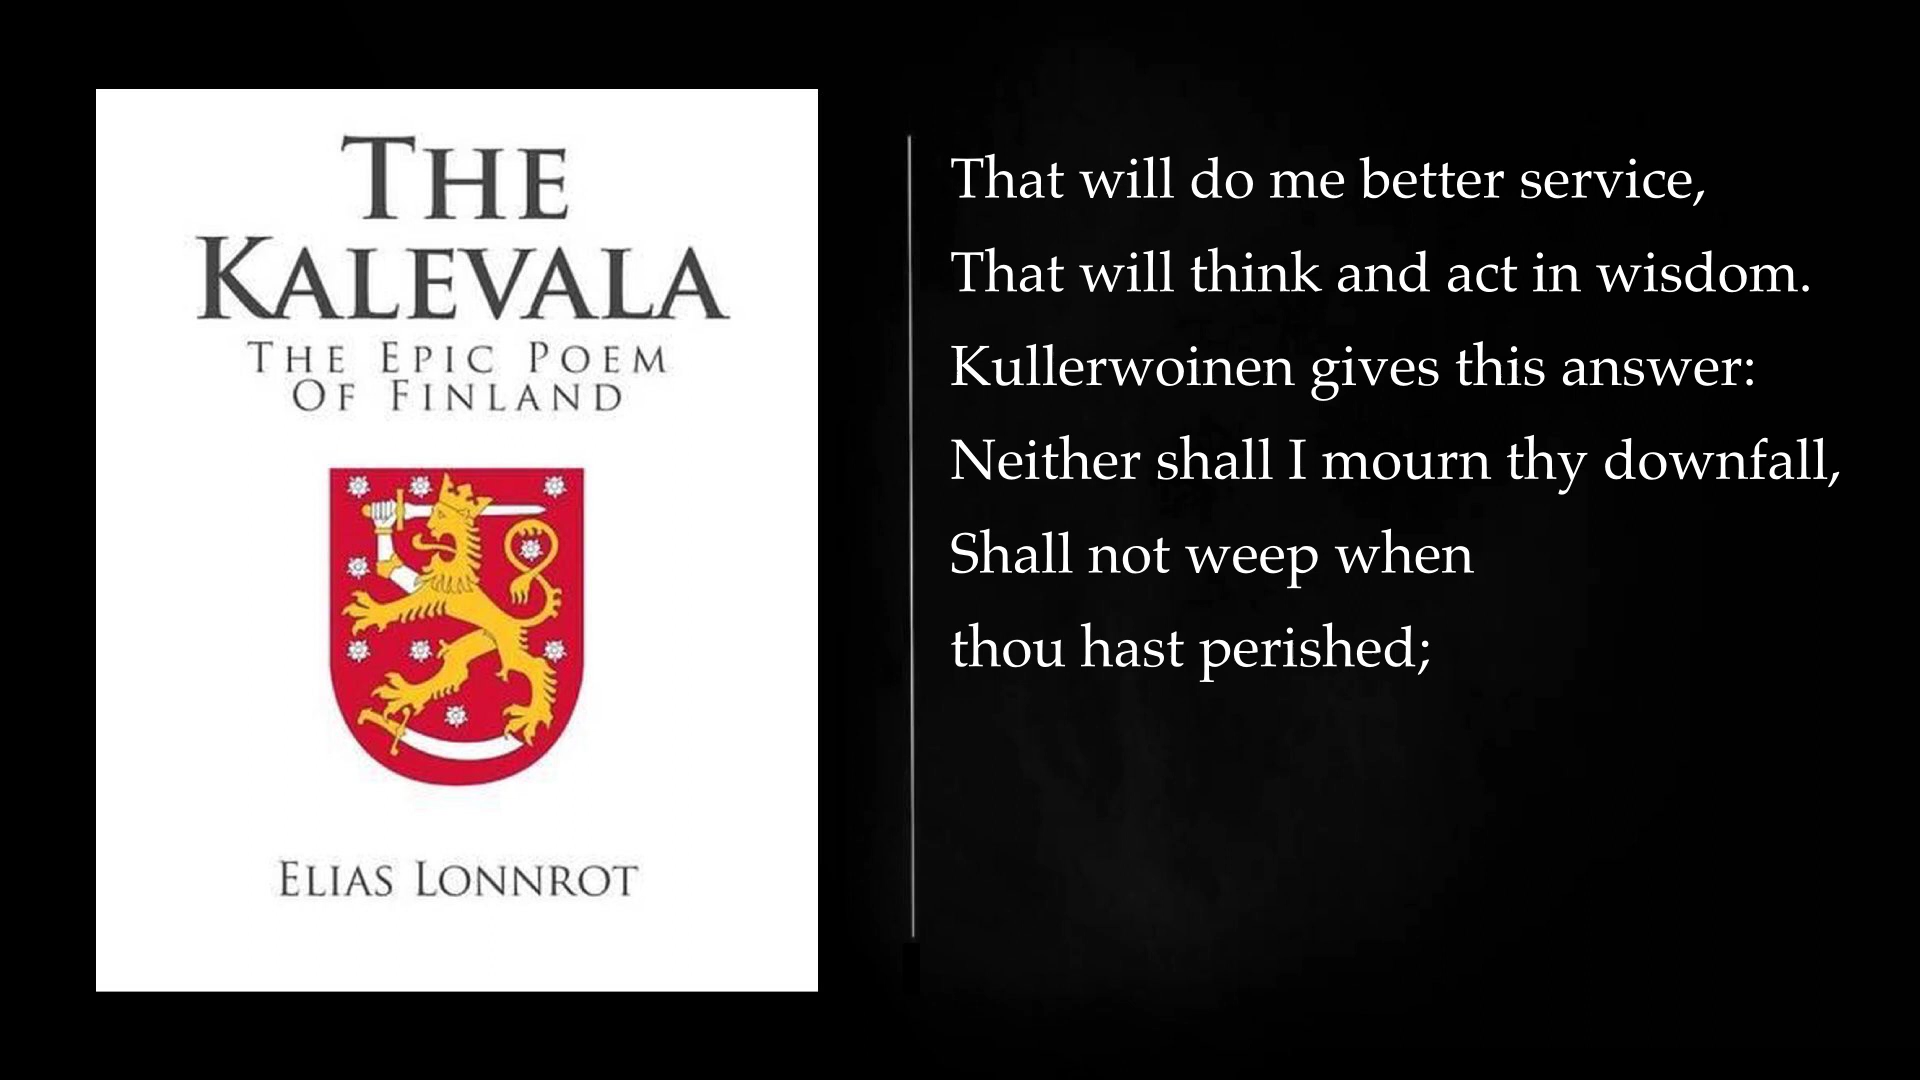 THE
KALEVALA
THE EPIC POEM
OF FINLAND
ELIAS LONNROT
That will do me better service,
That will think and act in wisdom.
Kullerwoinen gives this answer:
Neither shall I mourn thy downfall,
Shall not weep when
thou hast perished;